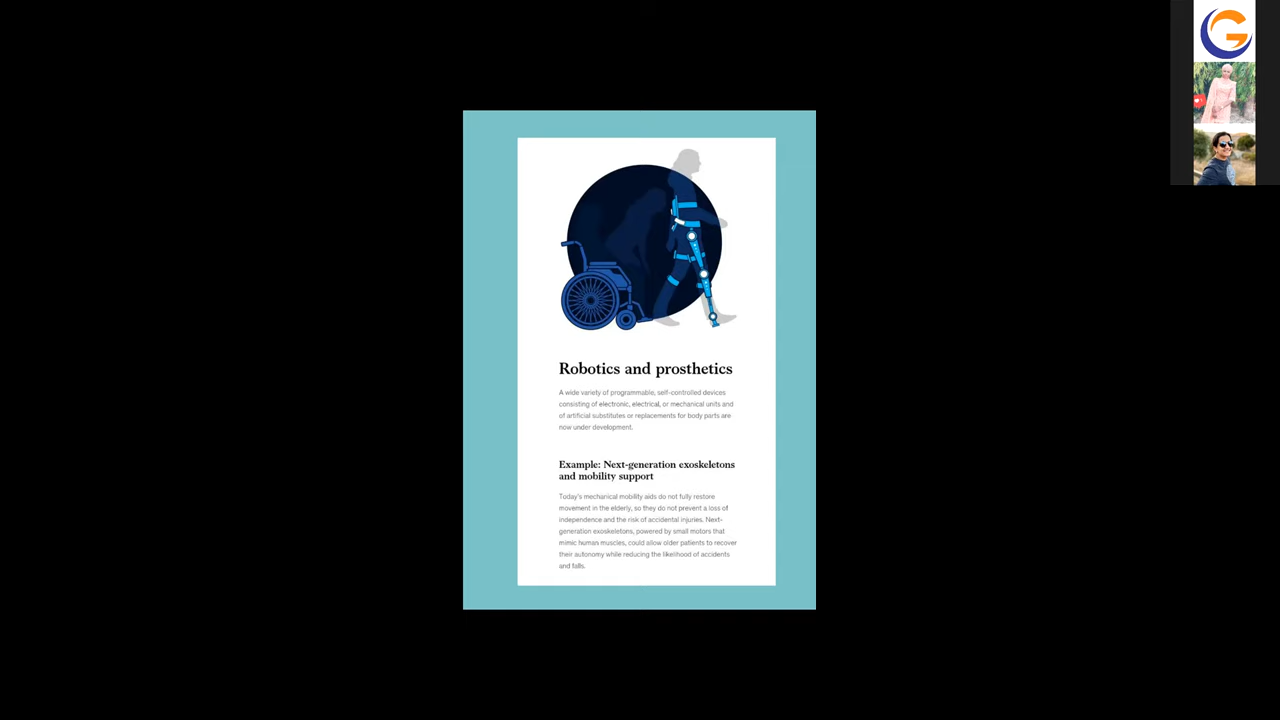 Robotics and prosthetics
A wide variety of programmable, self-controlled devices
consisting of electronic, electrical, or mechanical units and
of artificial substitutes or replacements for body parts are
now under development.
Example: Next-generation exoskeletons
and mobility support
Today's mechanical mobility aids do not fully restore
movement in the elderly, so they do not prevent a loss of
independence and the risk of accidental injuries. Next-
generation exoskeletons, powered by small motors that
mimic human muscles, could allow older patients to recover
their autonomy while reducing the likelihood of accidents
and falls.